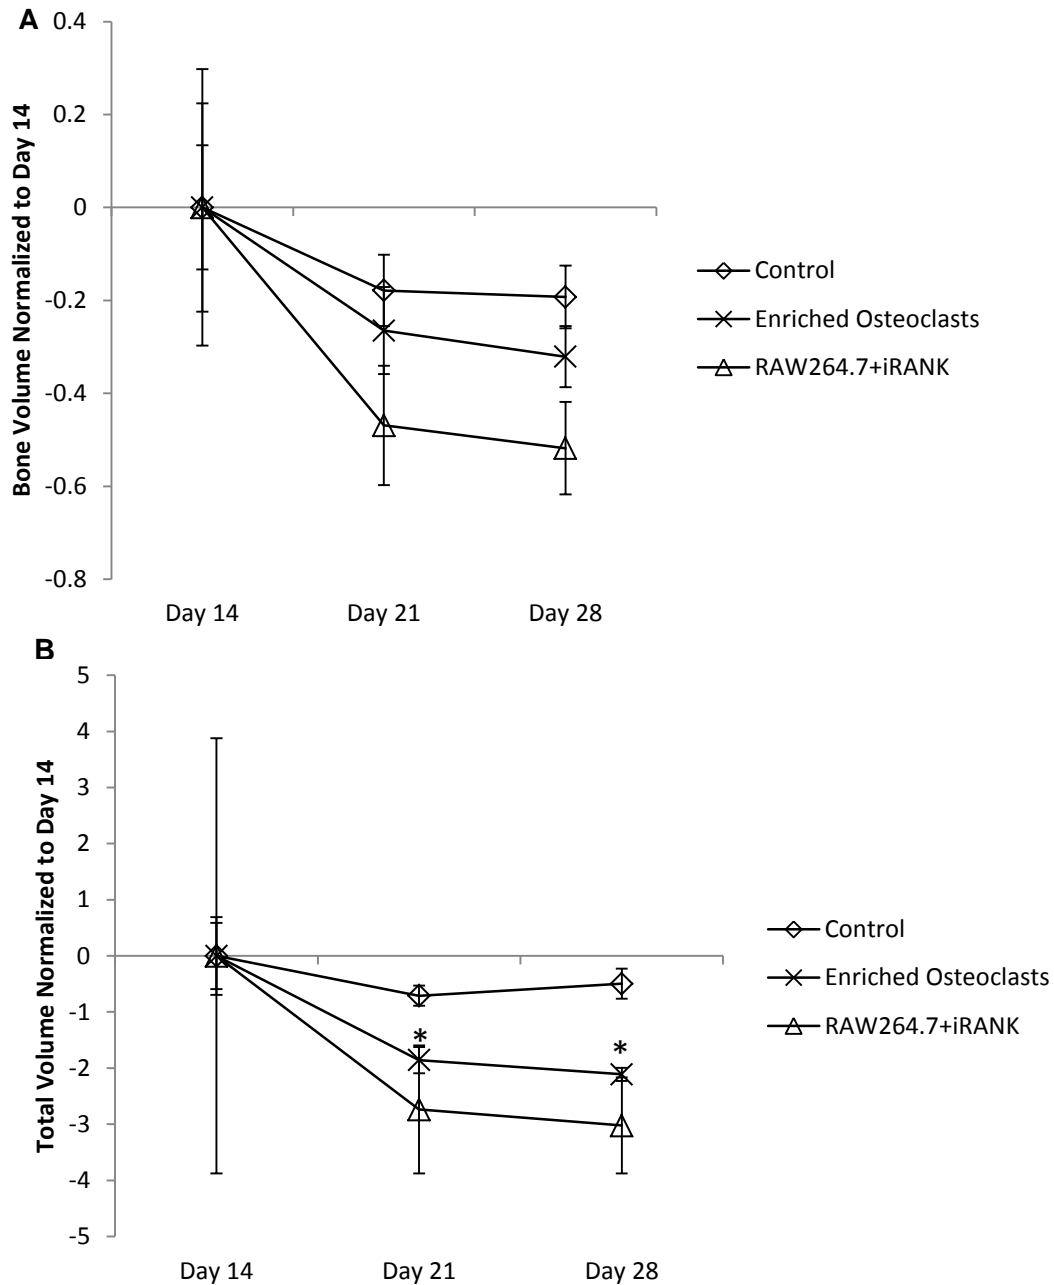 A
0.4
0.2
0
-0.2
-0.4
-0.6
-0.8
Bone Volume Normalized to Day 14
Day 14 Day 21 Day 28
Control
Enriched Osteoclasts
RAW264.7+iRANK
B
5
4
3
2
1
0
-1
-2
-3
-4
-5
Total Volume Normalized to Day 14
* *
Day 14 Day 21 Day 28
Control
Enriched Osteoclasts
RAW264.7+iRANK